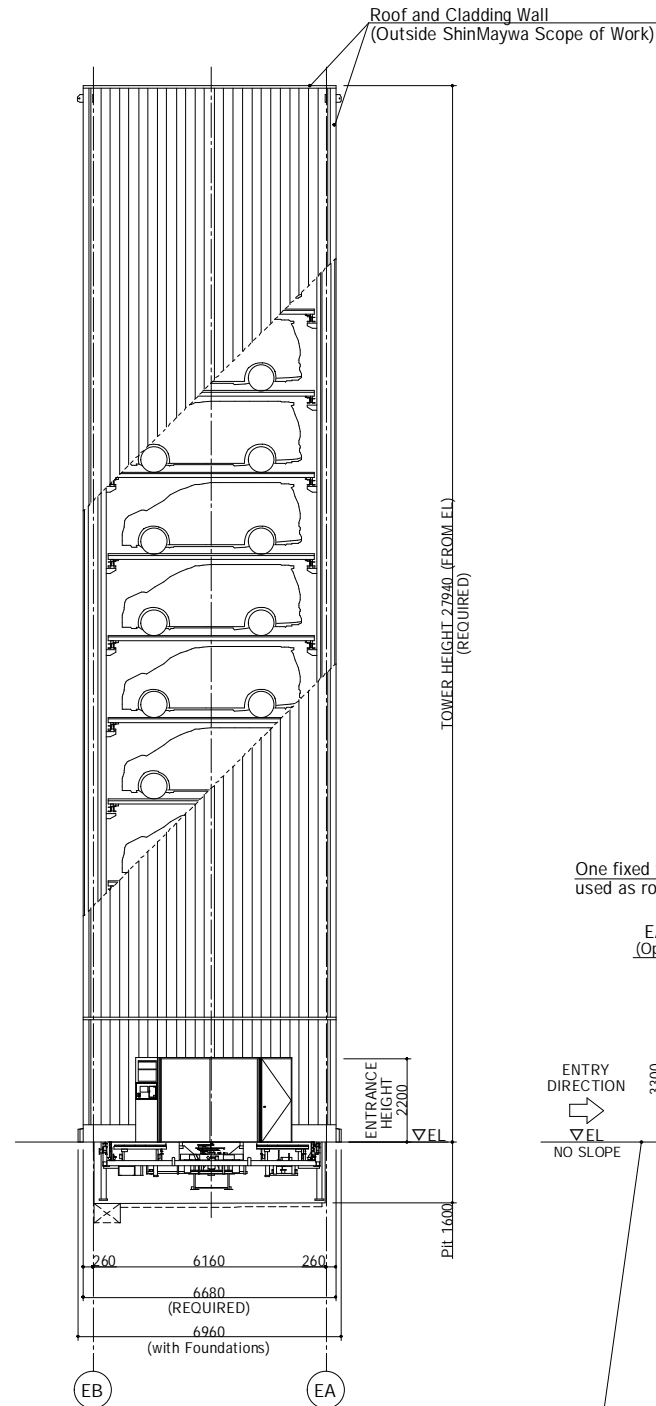 Roof and Cladding Wall
(Outside ShinMaywa Scope of Work)
TOWER HEIGHT 27940 (FROM EL)
(REQUIRED)
One fixed
used as ro
(Op
ENTRANCE
HEIGHT
2200
▽EL
ENTRY
DIRECTION
3300
▽EL
NO SLOPE
Pit 1600
260
6160
260
6680
(REQUIRED)
6960
(with Foundations)
EB
EA